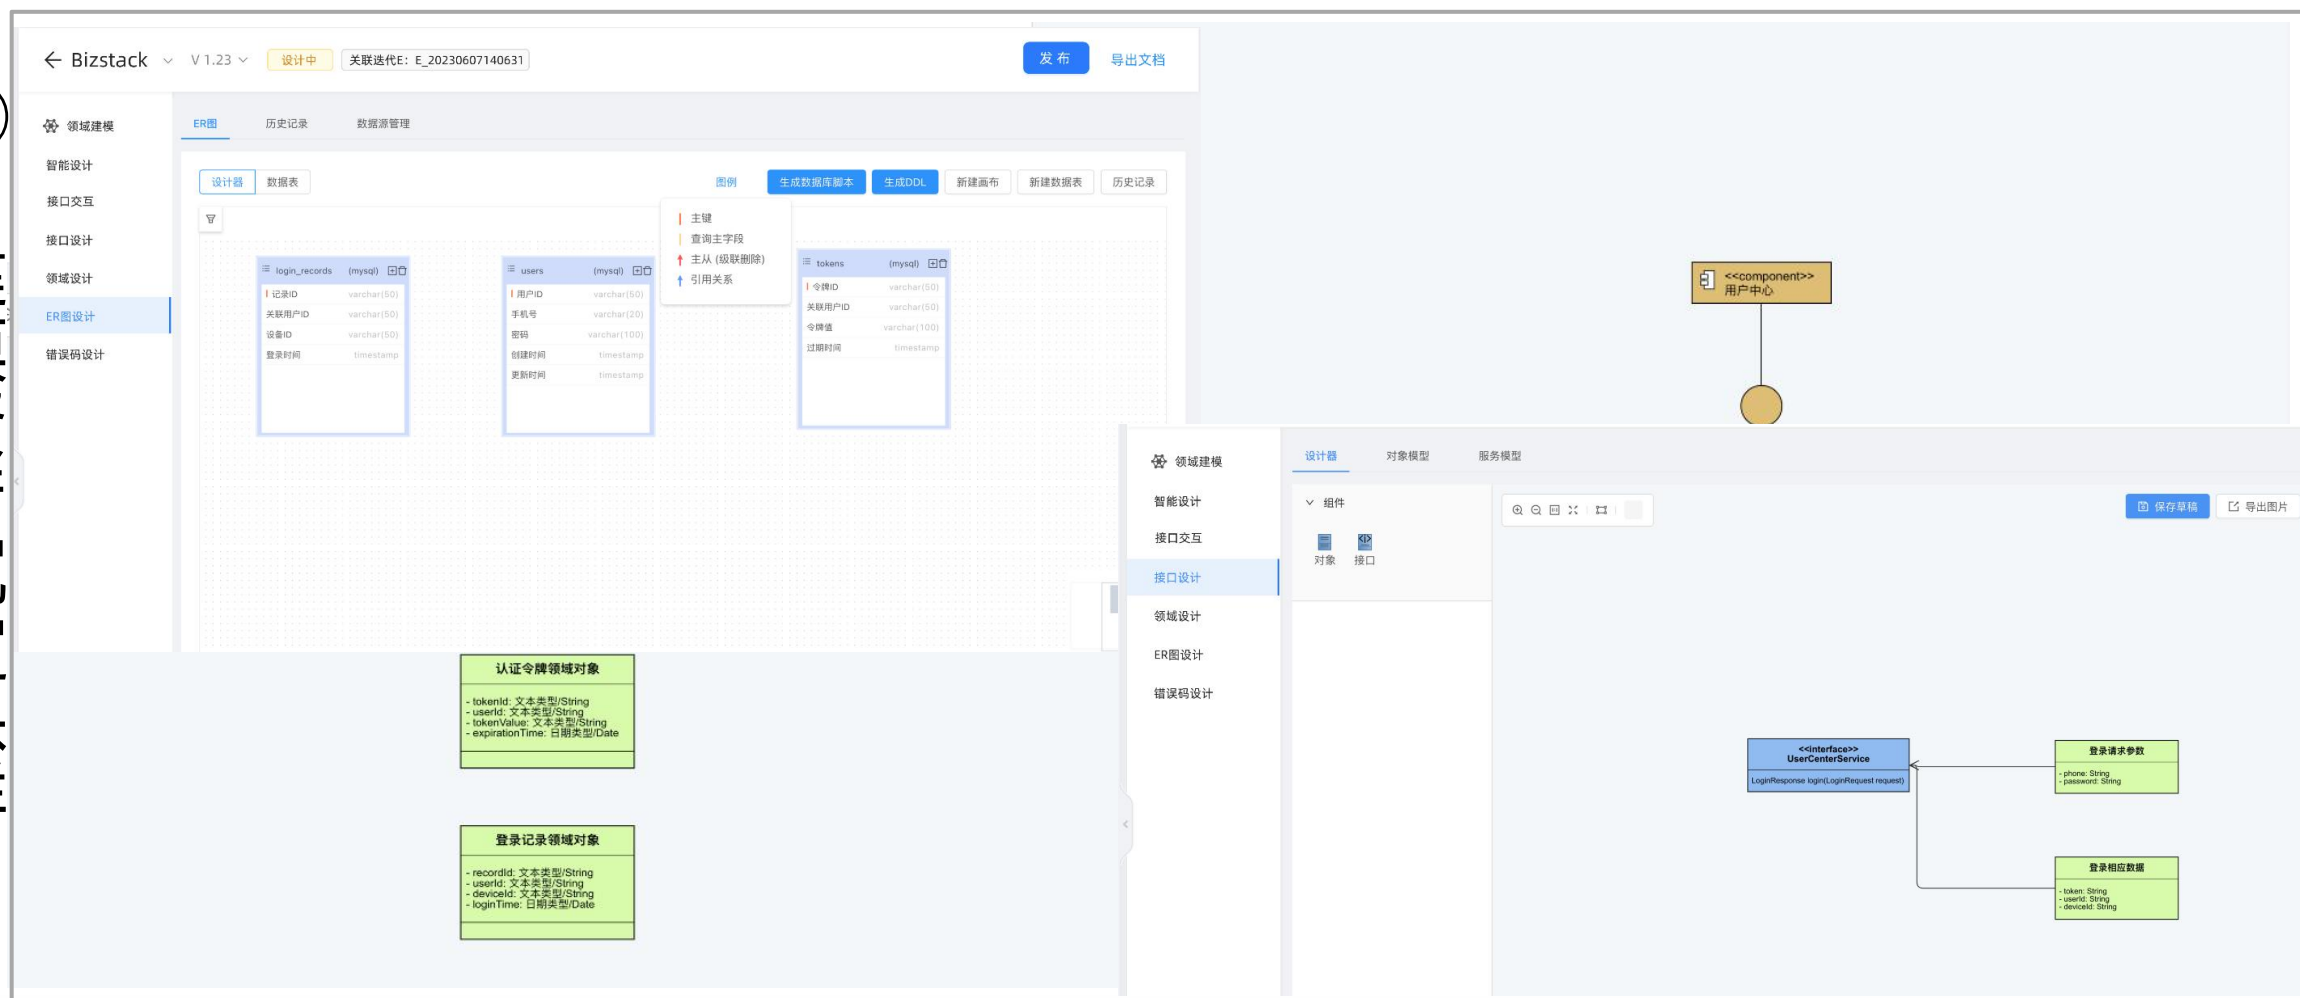 Bizstack
V 1.23
设计中
关联迭代E: E_20230607140631
发 布
导出文档
领域建模
智能设计
接口交互
接口设计
领域设计
ER图设计
错误码设计
ER图
历史记录
数据源管理
设计器
数据表
图例
生成数据库脚本
生成DDL
新建画布
新建数据表
历史记录
主键
查询主字段
主从 (级联删除)
引用关系
login_records (mysql)
记录ID varchar(50)
关联用户ID varchar(50)
设备ID varchar(50)
登录时间 timestamp
users (mysql)
用户ID varchar(50)
手机号 varchar(20)
密码 varchar(100)
创建时间 timestamp
更新时间 timestamp
tokens (mysql)
令牌ID varchar(50)
关联用户ID varchar(50)
令牌值 varchar(100)
过期时间 timestamp
<<component>>
用户中心
认证令牌领域对象
- tokenId: 文本类型/String
- userId: 文本类型/String
- tokenValue: 文本类型/String
- expirationTime: 日期类型/Date
登录记录领域对象
- recordId: 文本类型/String
- userId: 文本类型/String
- deviceId: 文本类型/String
- loginTime: 日期类型/Date
领域建模
智能设计
接口交互
接口设计
领域设计
ER图设计
错误码设计
设计器
对象模型
服务模型
组件
对象
接口
保存草稿
导出图片
<<interface>>
UserCenterService
LoginResponse login(LoginRequest request)
登录请求参数
- phone: String
- password: String
登录相应数据
- token: String
- userId: String
- deviceId: String